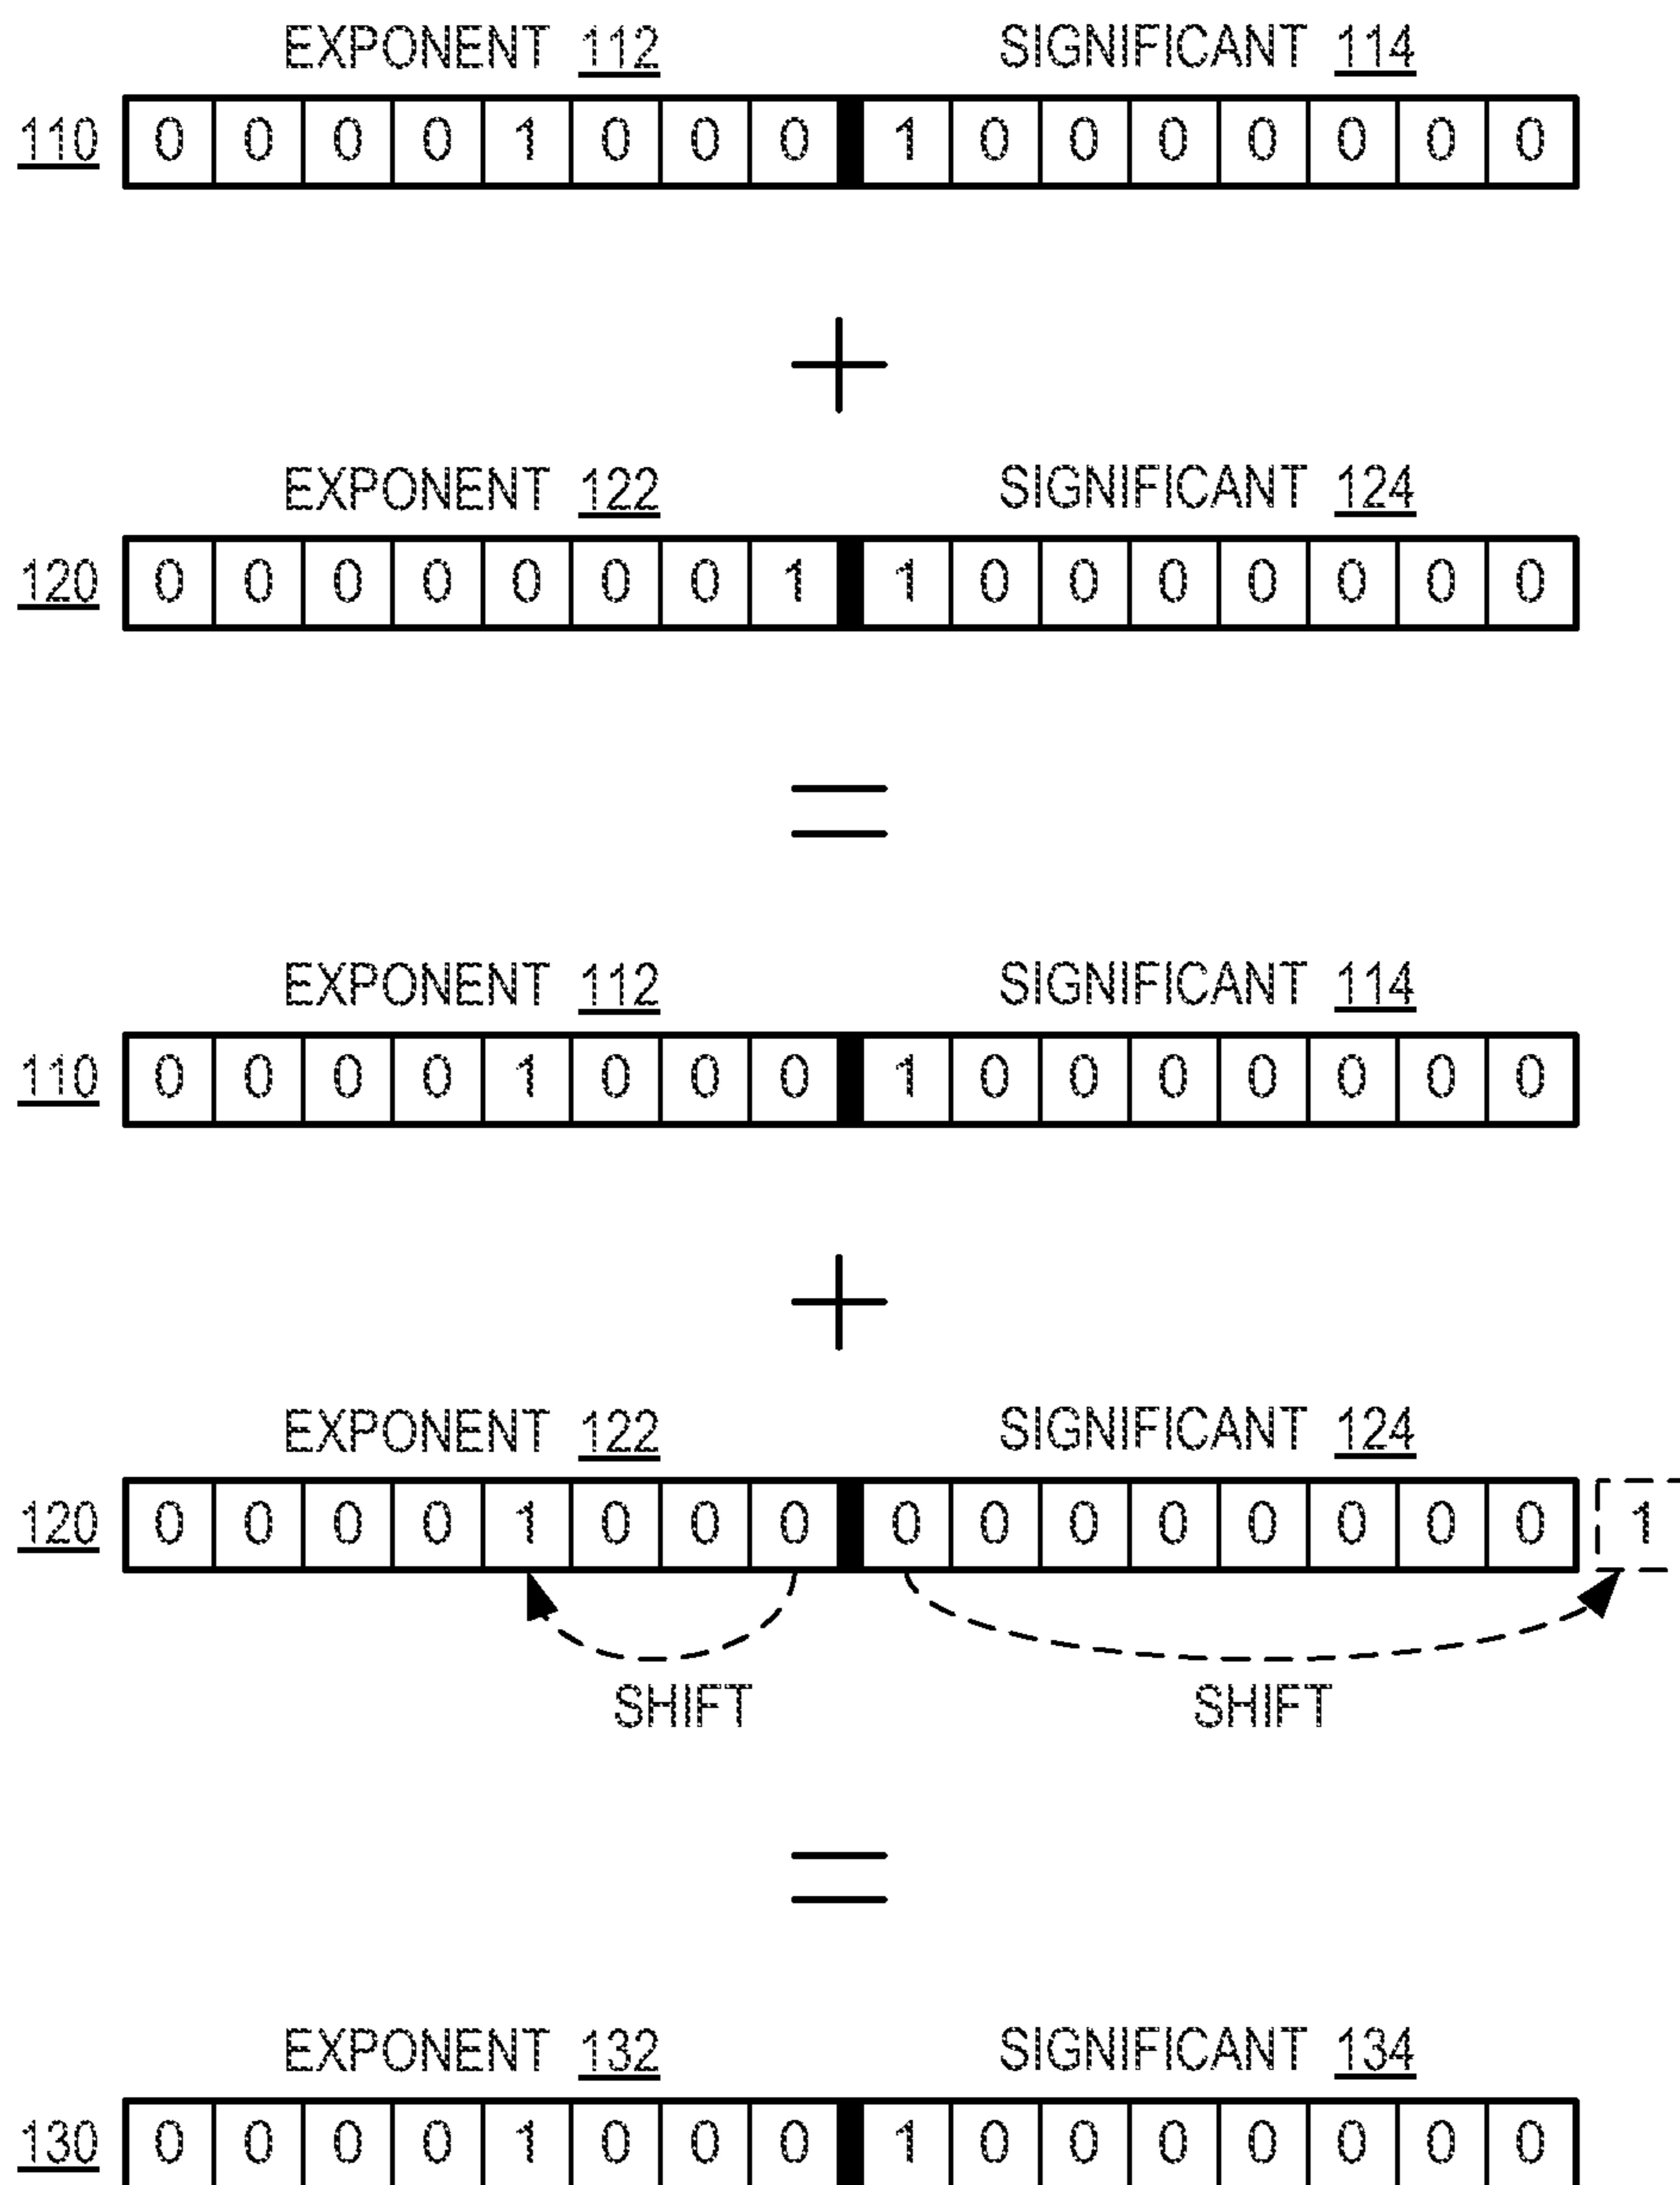 EXPONENT 112 SIGNIFICANT 114
110 0 0 0 0 1 0 0 0 1 0 0 0 0 0 0 0
+
EXPONENT 122 SIGNIFICANT 124
120 0 0 0 0 0 0 0 1 1 0 0 0 0 0 0 0
=
EXPONENT 112 SIGNIFICANT 114
110 0 0 0 0 1 0 0 0 1 0 0 0 0 0 0 0
+
EXPONENT 122 SIGNIFICANT 124
120 0 0 0 0 1 0 0 0 0 0 0 0 0 0 0 0 1
SHIFT SHIFT
=
EXPONENT 132 SIGNIFICANT 134
130 0 0 0 0 1 0 0 0 1 0 0 0 0 0 0 0